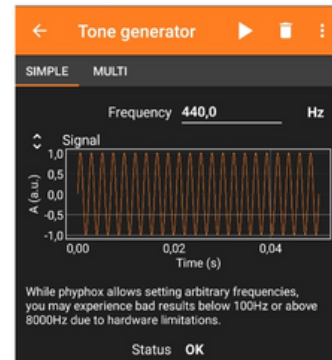 Tone generator
SIMPLE MULTI
Frequency 440,0 Hz
Signal
1,0
0,5
0,0
-0,5
-1,0
A (a.u.)
0,00 0,02 0,04
Time (s)
While phyphox allows setting arbitrary frequencies,
you may experience bad results below 100Hz or above
8000Hz due to hardware limitations.
Status OK